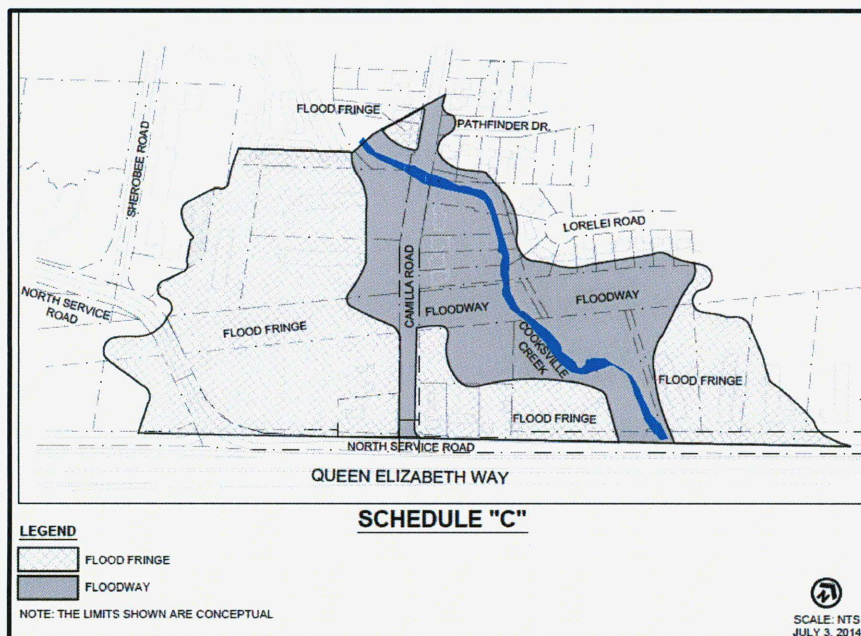 FLOOD FRINGE
PATHFINDER DR.
SHEROBEE ROAD
LORELEI ROAD
NORTH SERVICE
ROAD
CAMILLA ROAD
FLOODWAY
FLOODWAY
FLOOD FRINGE
COOKSVILLE
CREEK
FLOOD FRINGE
FLOOD FRINGE
NORTH SERVICE ROAD
QUEEN ELIZABETH WAY
SCHEDULE "C"
LEGEND
FLOOD FRINGE
FLOODWAY
NOTE: THE LIMITS SHOWN ARE CONCEPTUAL
SCALE: NTS
JULY 3, 2014